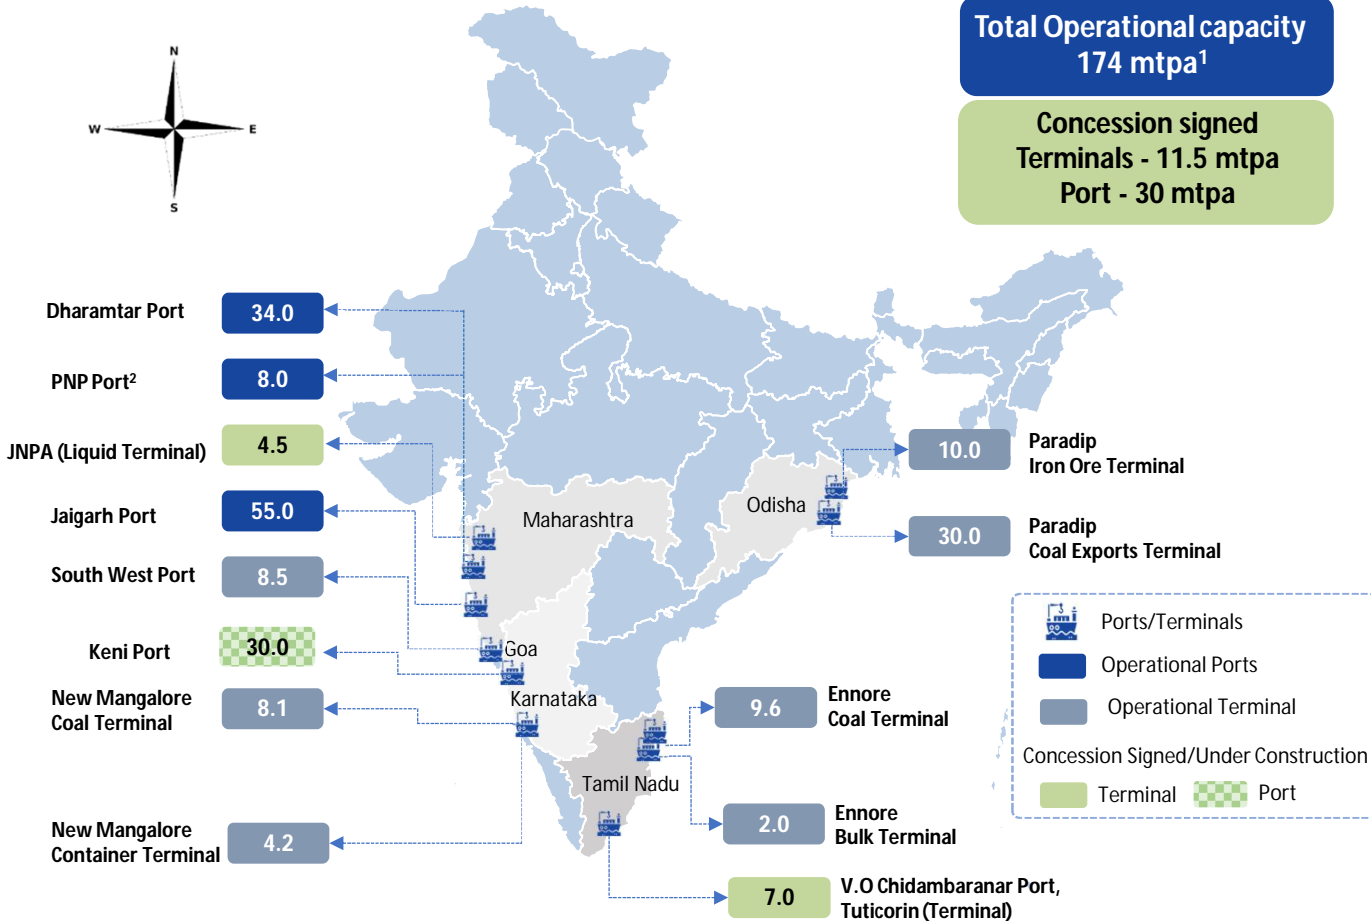 Total Operational capacity
174 mtpa¹
Concession signed
Terminals - 11.5 mtpa
Port - 30 mtpa
N
W
E
S
Dharamtar Port
34.0
PNP Port²
8.0
JNPA (Liquid Terminal)
4.5
Jaigarh Port
55.0
South West Port
8.5
Keni Port
30.0
New Mangalore
Coal Terminal
8.1
New Mangalore
Container Terminal
4.2
Maharashtra
Odisha
Goa
Karnataka
Tamil Nadu
10.0
Paradip
Iron Ore Terminal
30.0
Paradip
Coal Exports Terminal
9.6
Ennore
Coal Terminal
2.0
Ennore
Bulk Terminal
7.0
V.O Chidambaranar Port,
Tuticorin (Terminal)
Ports/Terminals
Operational Ports
Operational Terminal
Concession Signed/Under Construction
Terminal
Port